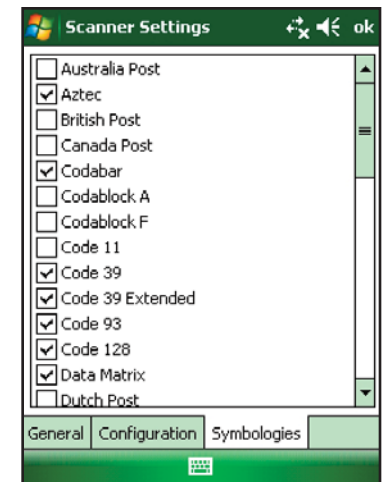 Scanner Settings ok
Australia Post
Aztec
British Post
Canada Post
Codabar
Codablock A
Codablock F
Code 11
Code 39
Code 39 Extended
Code 93
Code 128
Data Matrix
Dutch Post
General Configuration Symbologies